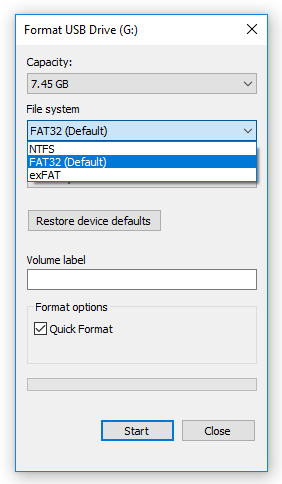 Format USB Drive (G:)
Capacity:
7.45 GB
File system
FAT32 (Default)
NTFS
FAT32 (Default)
exFAT
Restore device defaults
Volume label
Format options
Quick Format
Start
Close